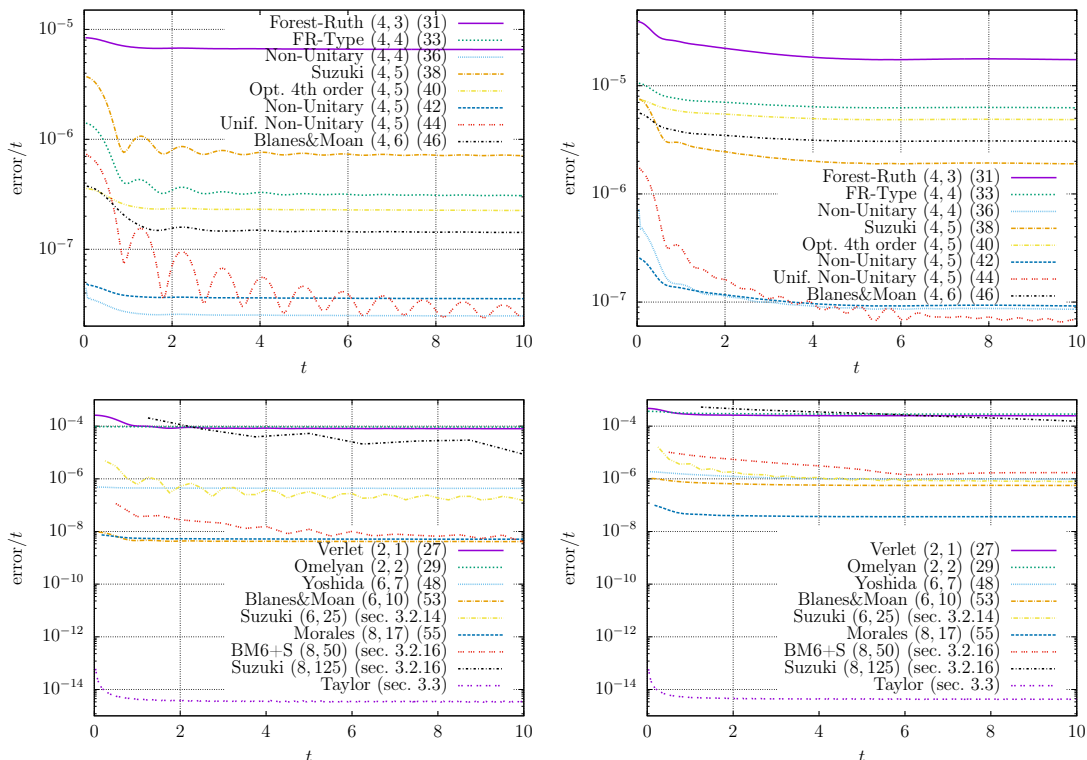 error/t
10⁻⁵
10⁻⁶
10⁻⁷
Forest-Ruth (4, 3) (31)
FR-Type (4, 4) (33)
Non-Unitary (4, 4) (36)
Suzuki (4, 5) (38)
Opt. 4th order (4, 5) (40)
Non-Unitary (4, 5) (42)
Unif. Non-Unitary (4, 5) (44)
Blanes&Moan (4, 6) (46)
0 2 4 6 8 10
t
error/t
10⁻⁵
10⁻⁶
10⁻⁷
Forest-Ruth (4, 3) (31)
FR-Type (4, 4) (33)
Non-Unitary (4, 4) (36)
Suzuki (4, 5) (38)
Opt. 4th order (4, 5) (40)
Non-Unitary (4, 5) (42)
Unif. Non-Unitary (4, 5) (44)
Blanes&Moan (4, 6) (46)
0 2 4 6 8 10
t
error/t
10⁻⁴
10⁻⁶
10⁻⁸
10⁻¹⁰
10⁻¹²
10⁻¹⁴
Verlet (2, 1) (27)
Omelyan (2, 2) (29)
Yoshida (6, 7) (48)
Blanes&Moan (6, 10) (53)
Suzuki (6, 25) (sec. 3.2.14)
Morales (8, 17) (55)
BM6+S (8, 50) (sec. 3.2.16)
Suzuki (8, 125) (sec. 3.2.16)
Taylor (sec. 3.3)
0 2 4 6 8 10
t
error/t
10⁻⁴
10⁻⁶
10⁻⁸
10⁻¹⁰
10⁻¹²
10⁻¹⁴
Verlet (2, 1) (27)
Omelyan (2, 2) (29)
Yoshida (6, 7) (48)
Blanes&Moan (6, 10) (53)
Suzuki (6, 25) (sec. 3.2.14)
Morales (8, 17) (55)
BM6+S (8, 50) (sec. 3.2.16)
Suzuki (8, 125) (sec. 3.2.16)
Taylor (sec. 3.3)
0 2 4 6 8 10
t